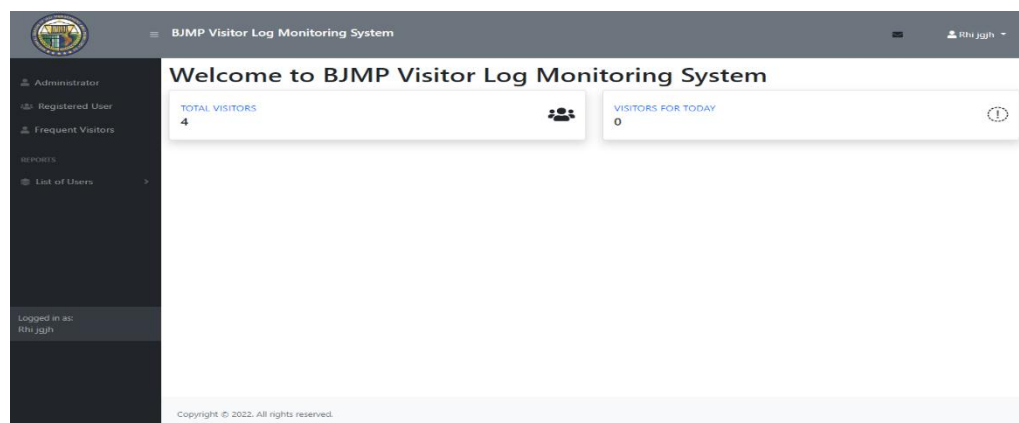 BJMP Visitor Log Monitoring System
Rhi jgjh
Administrator
Registered User
Frequent Visitors
REPORTS
List of Users
Logged in as:
Rhi jgjh
Welcome to BJMP Visitor Log Monitoring System
TOTAL VISITORS
4
VISITORS FOR TODAY
0
Copyright © 2022. All rights reserved.